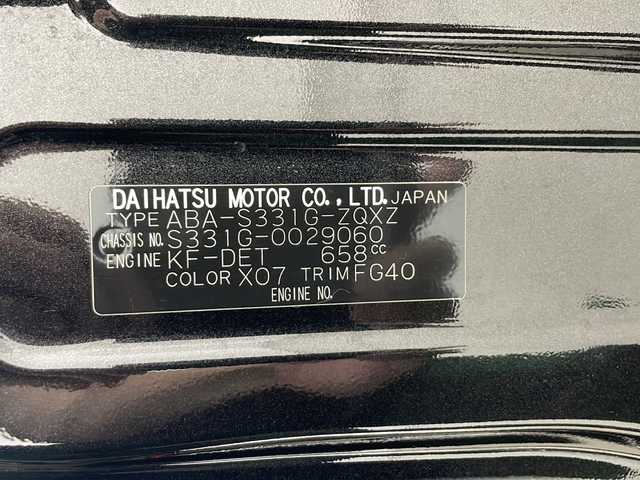 DAIHATSU MOTOR CO.,LTD. JAPAN
TYPE ABA-S331G-ZQXZ
CHASSIS NO. S331G-0029060
ENGINE KF-DET 658CC
COLOR X07 TRIM FG40
ENGINE NO.